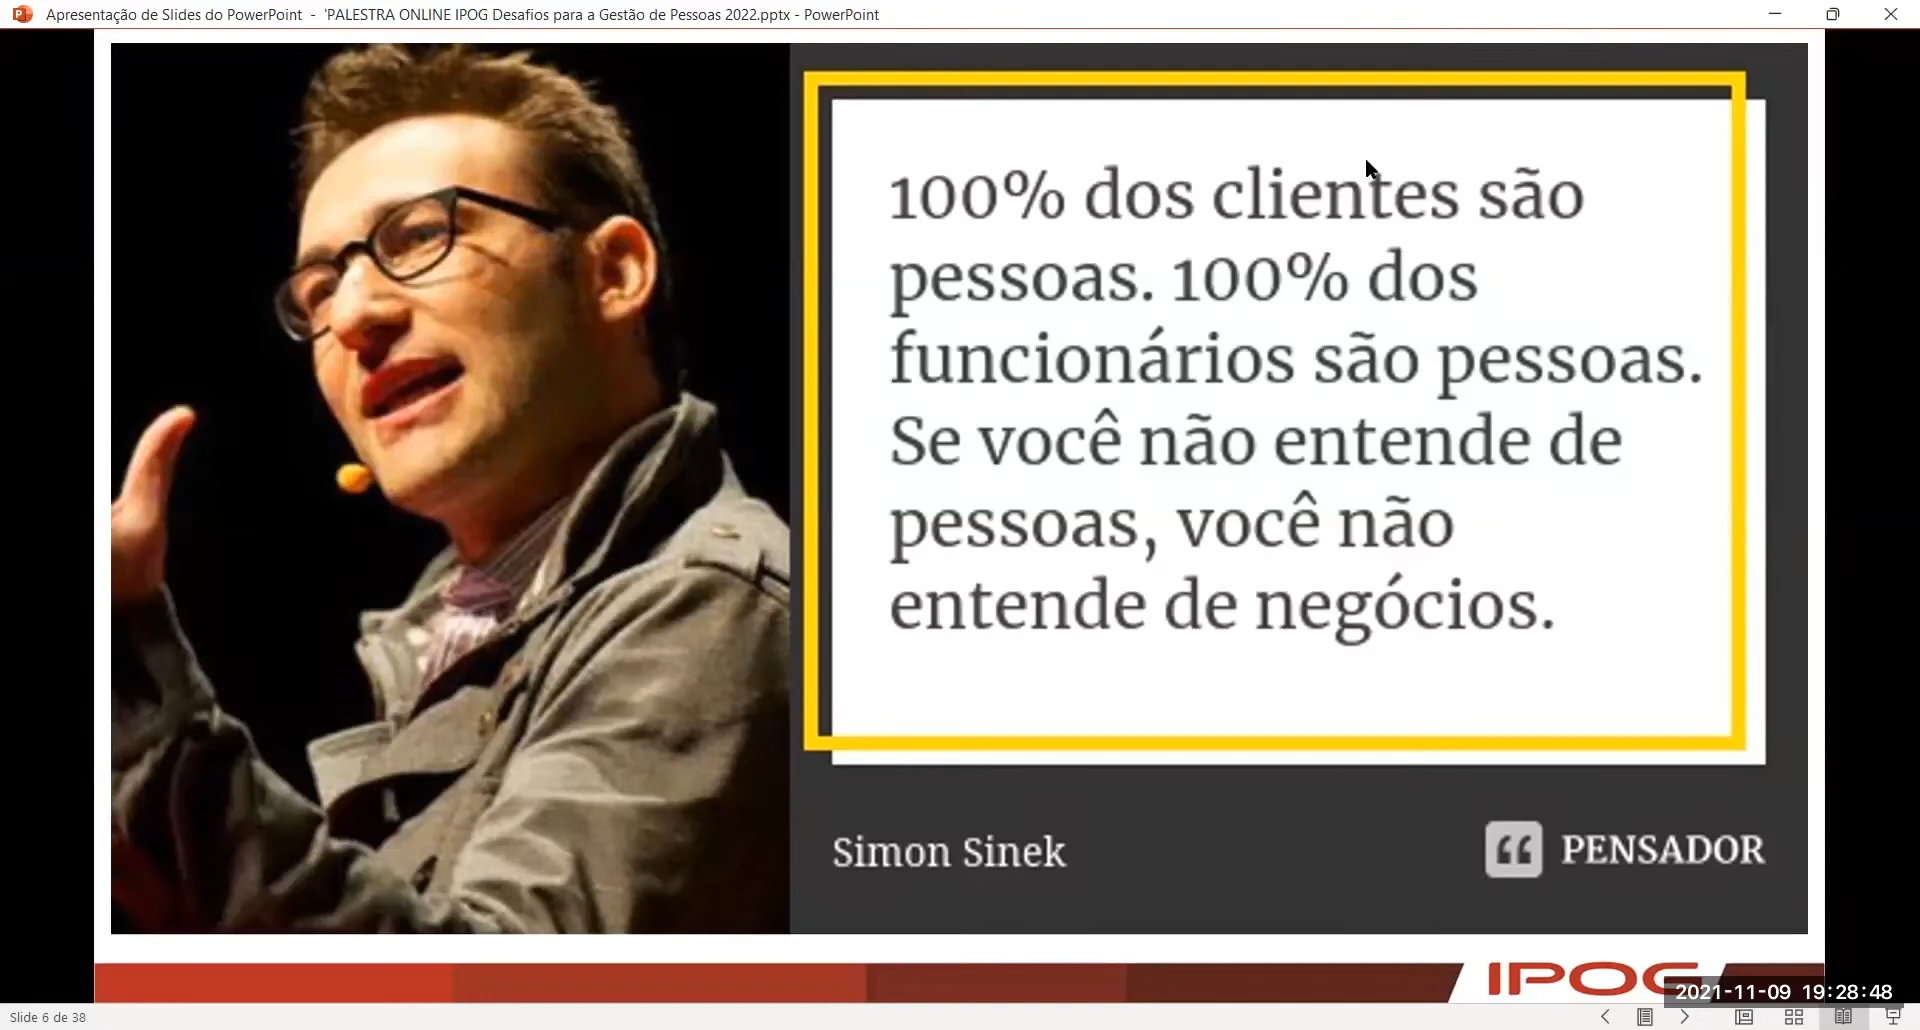 Apresentação de Slides do PowerPoint - 'PALESTRA ONLINE IPOG Desafios para a Gestão de Pessoas 2022.pptx - PowerPoint
100% dos clientes são
pessoas. 100% dos
funcionários são pessoas.
Se você não entende de
pessoas, você não
entende de negócios.
Simon Sinek
PENSADOR
IPOG
2021-11-09 19:28:48
Slide 6 de 38